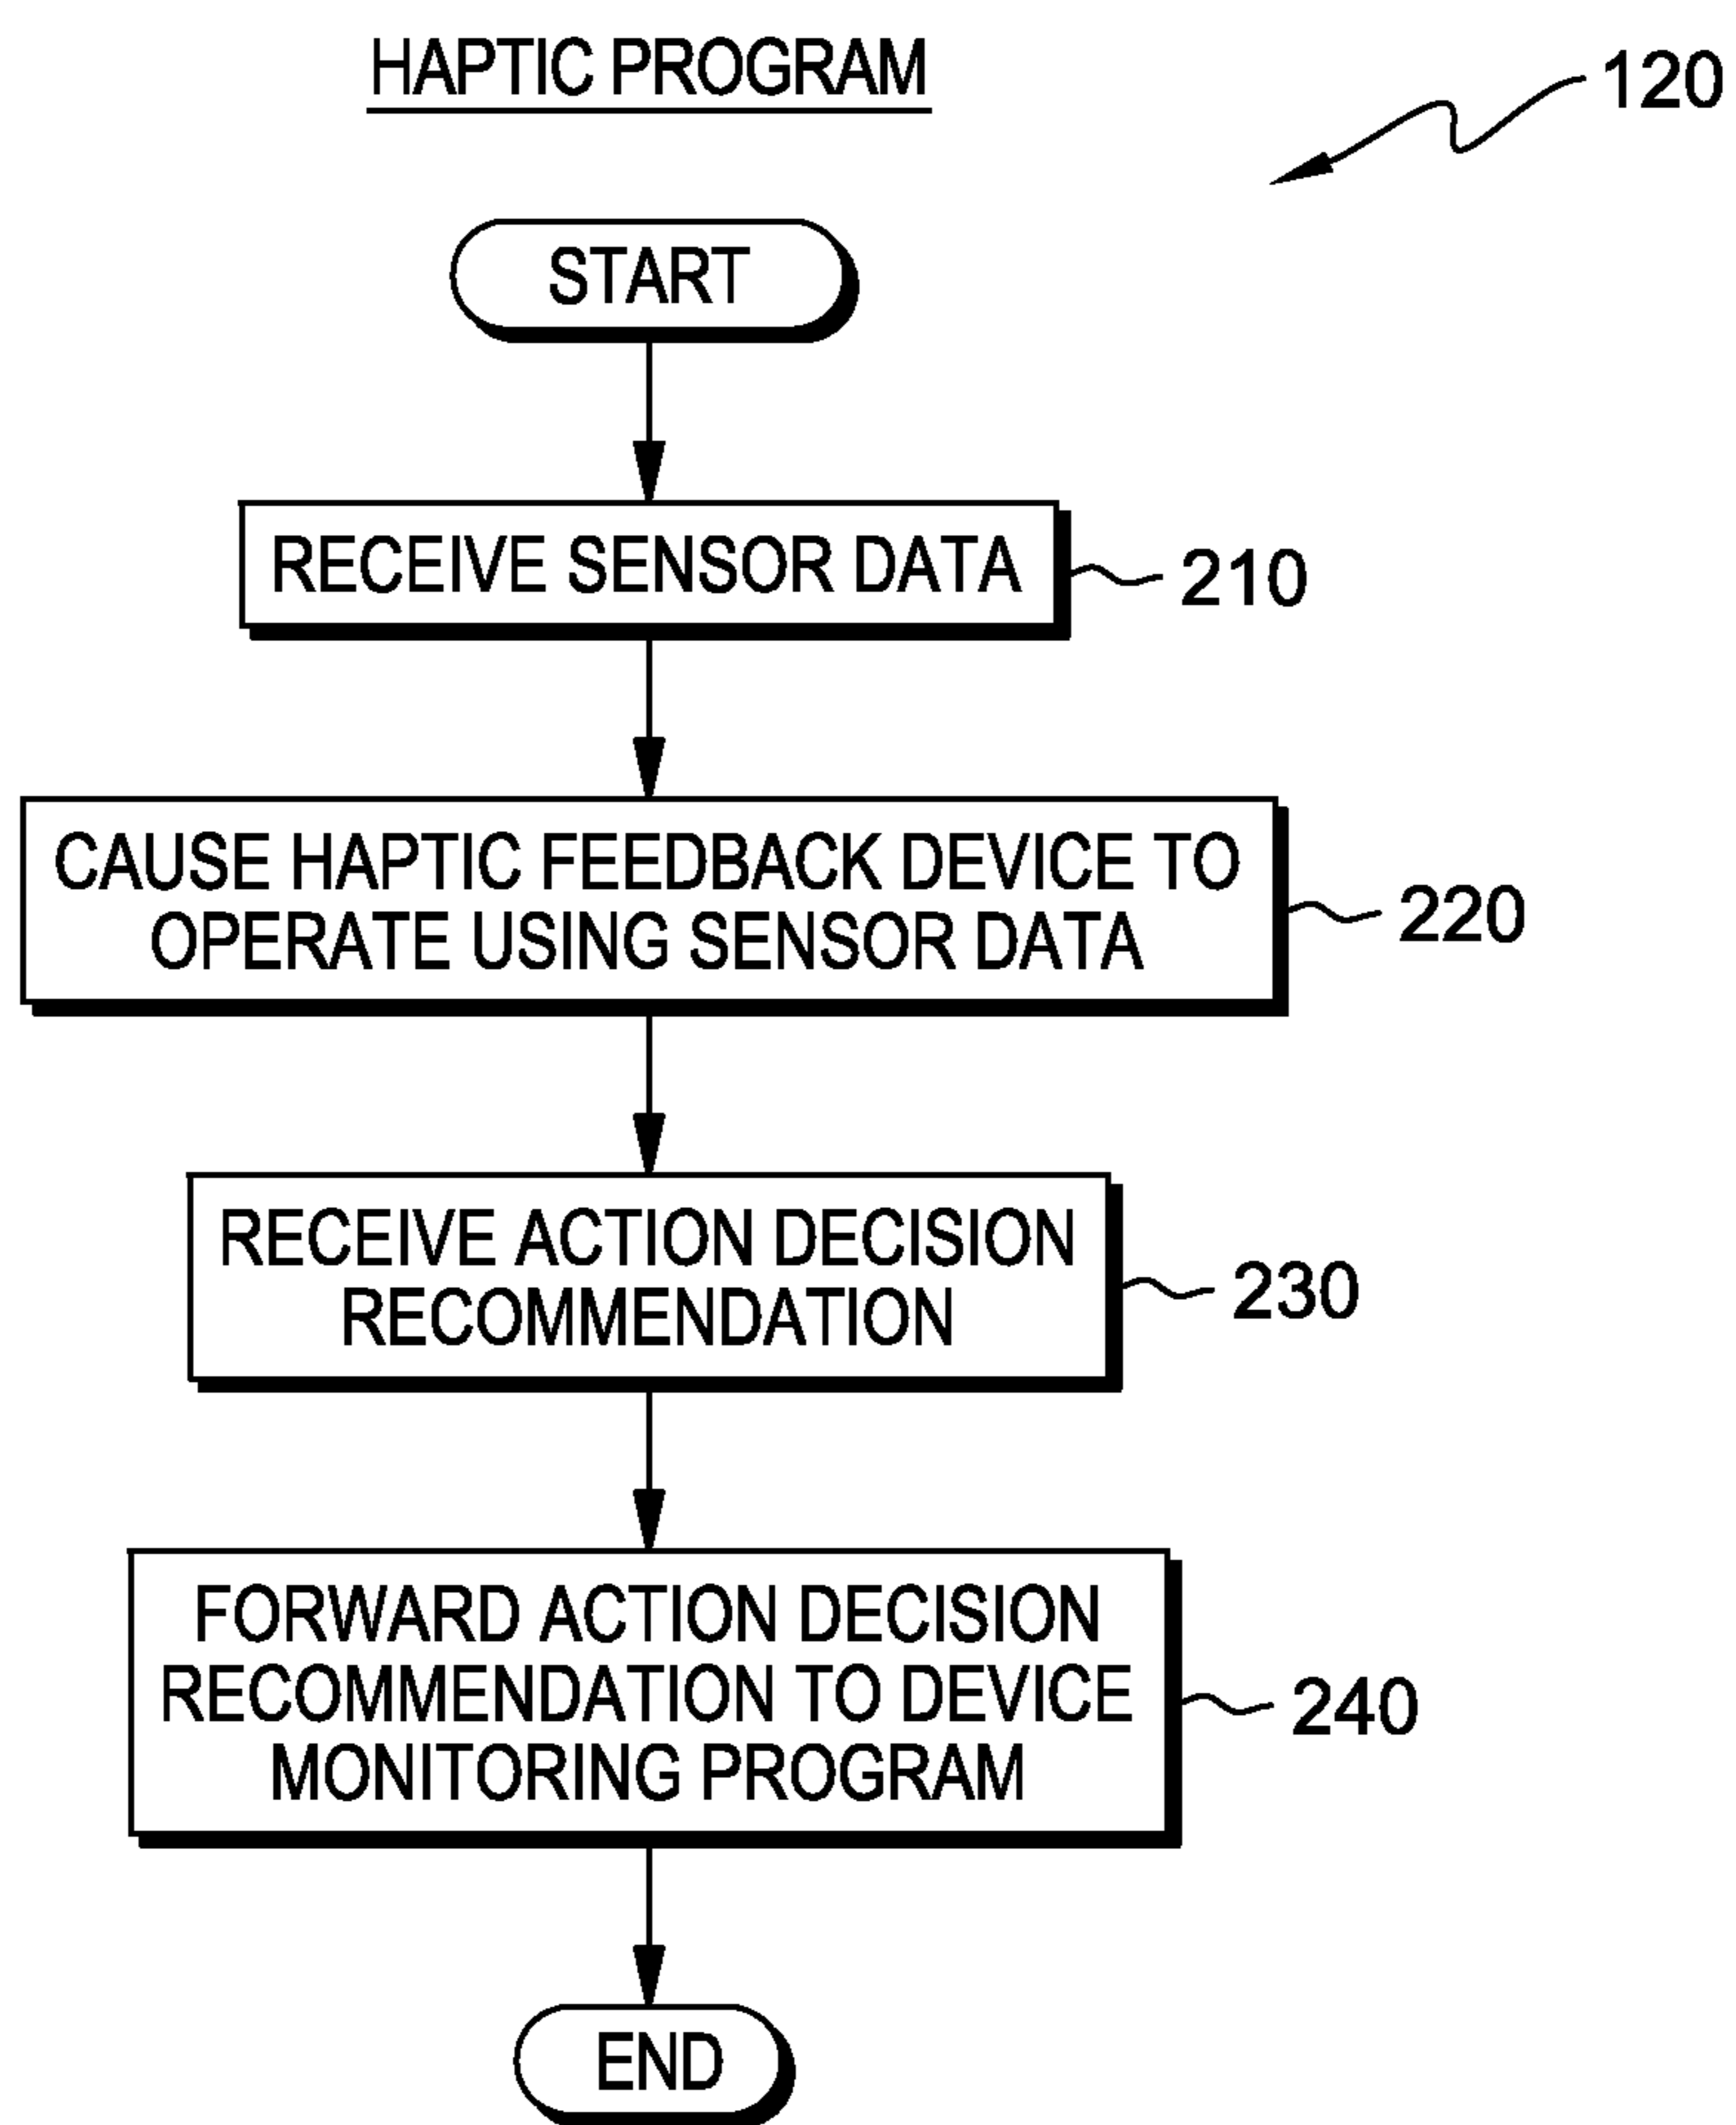 HAPTIC PROGRAM
120
START
RECEIVE SENSOR DATA
210
CAUSE HAPTIC FEEDBACK DEVICE TO
OPERATE USING SENSOR DATA
220
RECEIVE ACTION DECISION
RECOMMENDATION
230
FORWARD ACTION DECISION
RECOMMENDATION TO DEVICE
MONITORING PROGRAM
240
END